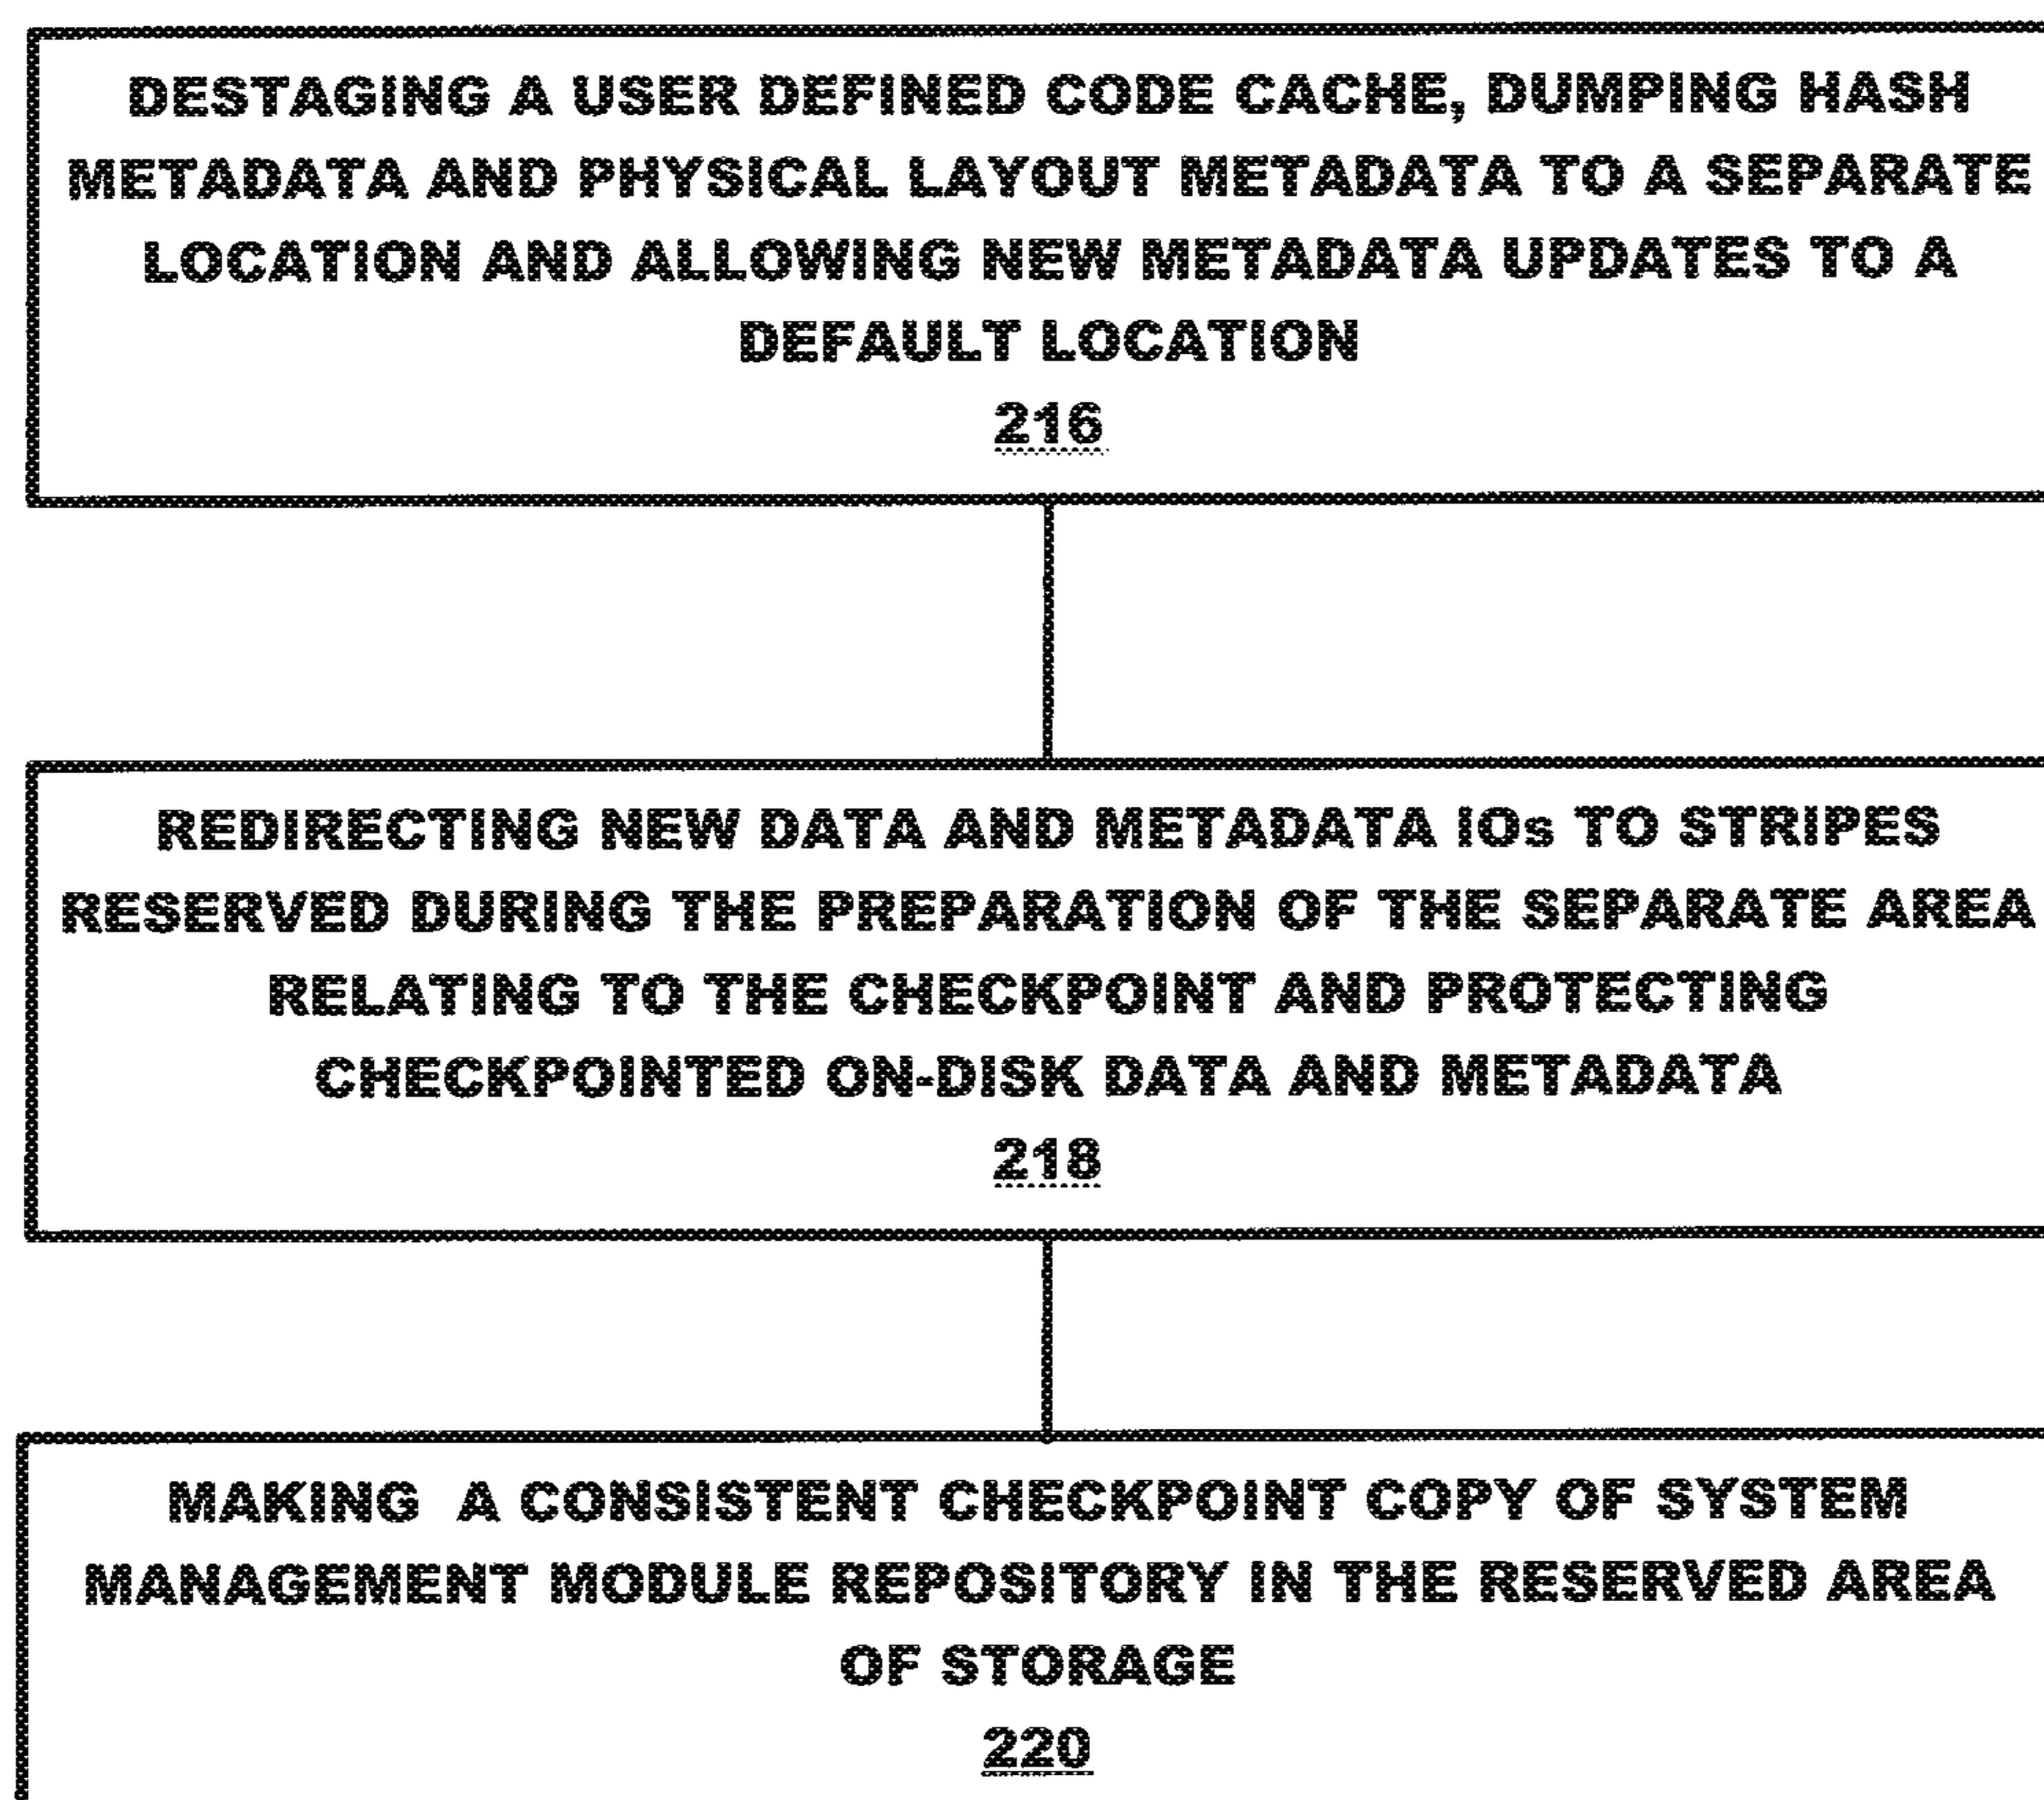 DESTAGING A USER DEFINED CODE CACHE, DUMPING HASH
METADATA AND PHYSICAL LAYOUT METADATA TO A SEPARATE
LOCATION AND ALLOWING NEW METADATA UPDATES TO A
DEFAULT LOCATION
216
REDIRECTING NEW DATA AND METADATA IOs TO STRIPES
RESERVED DURING THE PREPARATION OF THE SEPARATE AREA
RELATING TO THE CHECKPOINT AND PROTECTING
CHECKPOINTED ON-DISK DATA AND METADATA
218
MAKING A CONSISTENT CHECKPOINT COPY OF SYSTEM
MANAGEMENT MODULE REPOSITORY IN THE RESERVED AREA
OF STORAGE
220